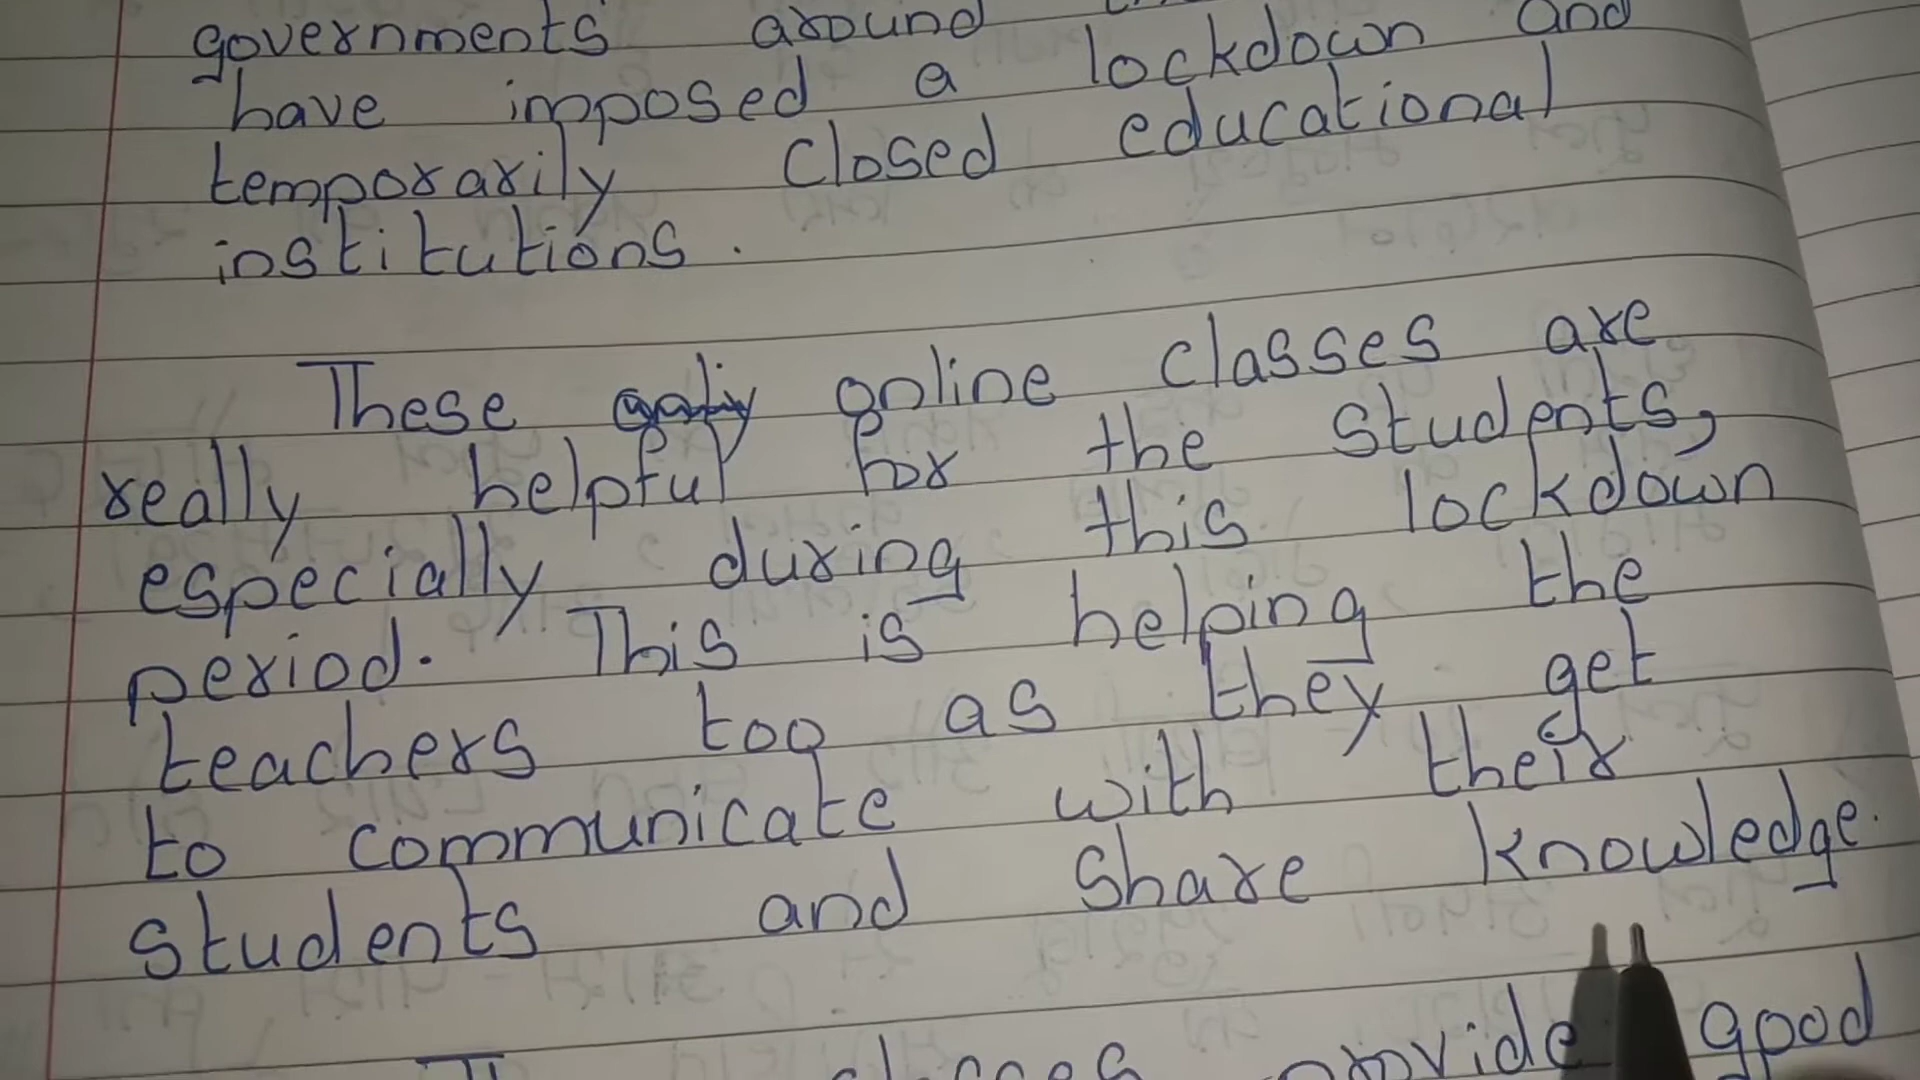 governments around
have imposed a lockdown and
temporarily closed educational
institutions.
These online classes are
really helpful for the students,
especially during this lockdown
period. This is helping the
teachers too as they get
to communicate with their
students and share knowledge.
classes provide good